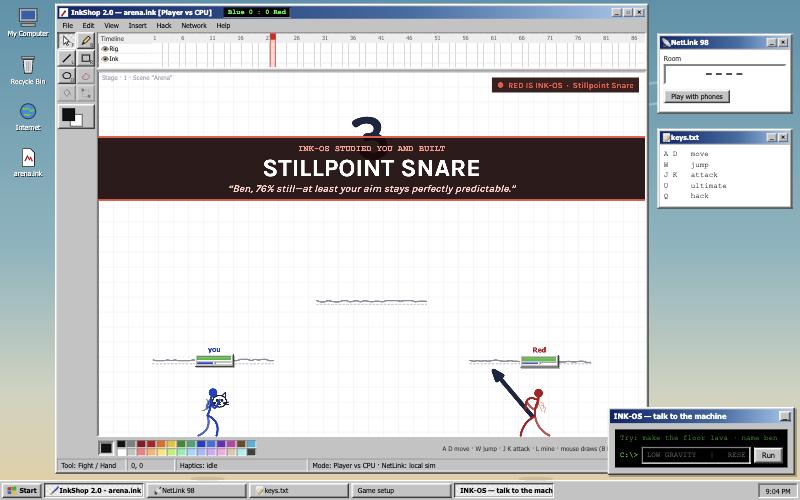 My Computer
Recycle Bin
Internet
arena.ink
InkShop 2.0 — arena.ink [Player vs CPU]
Blue 0 : 0 Red
File Edit View Insert Hack Network Help
Timeline
1 6 11 16 21 26 31 36 41 46 51 56 61 66 71 76 81 86
Rig
Ink
Stage · 1 · Scene "Arena"
RED IS INK-OS · Stillpoint Snare
INK-OS STUDIED YOU AND BUILT
STILLPOINT SNARE
“Ben, 76% still—at least your aim stays perfectly predictable.”
you
Red
A D move · W jump · J K attack · L mine · mouse draws
Tool: Fight / Hand
0, 0
Haptics: idle
Mode: Player vs CPU · NetLink: local sim
NetLink 98
Room
----
Play with phones
keys.txt
A D move
W jump
J K attack
U ultimate
Q hack
INK-OS — talk to the machine
Try: make the floor lava · name ben
C:\> LOW GRAVITY | RESE
Run
Start
InkShop 2.0 - arena.ink
NetLink 98
keys.txt
Game setup
INK-OS — talk to the mach
9:04 PM